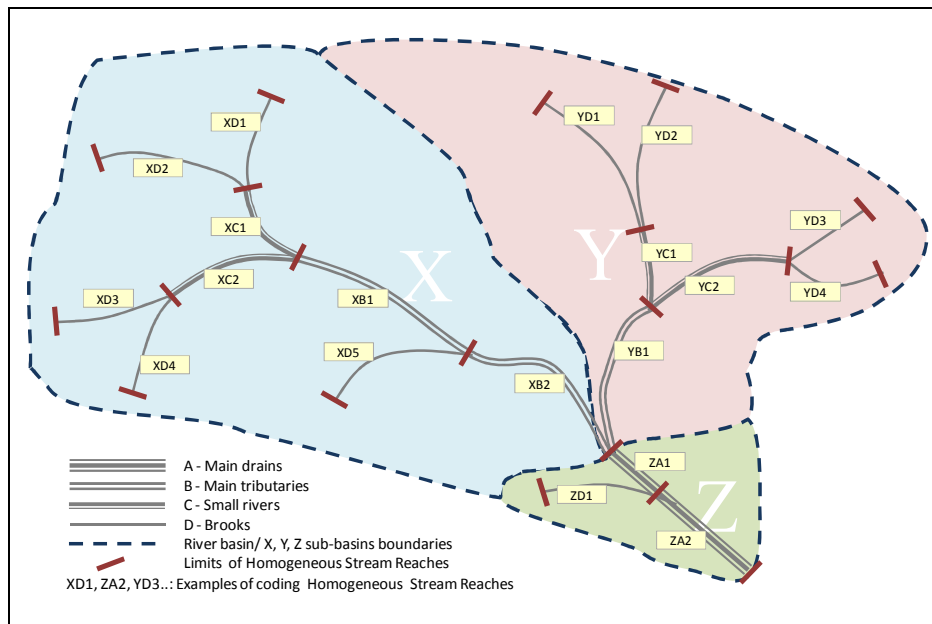 XD1
YD1
YD2
XD2
XC1
YD3
X
Y
YC1
XC2
YC2
XD3
XB1
YD4
XD5
YB1
XD4
XB2
ZA1
A - Main drains
B - Main tributaries
ZD1
Z
C - Small rivers
D - Brooks
ZA2
River basin/ X, Y, Z sub-basins boundaries
Limits of Homogeneous Stream Reaches
XD1, ZA2, YD3..: Examples of coding Homogeneous Stream Reaches